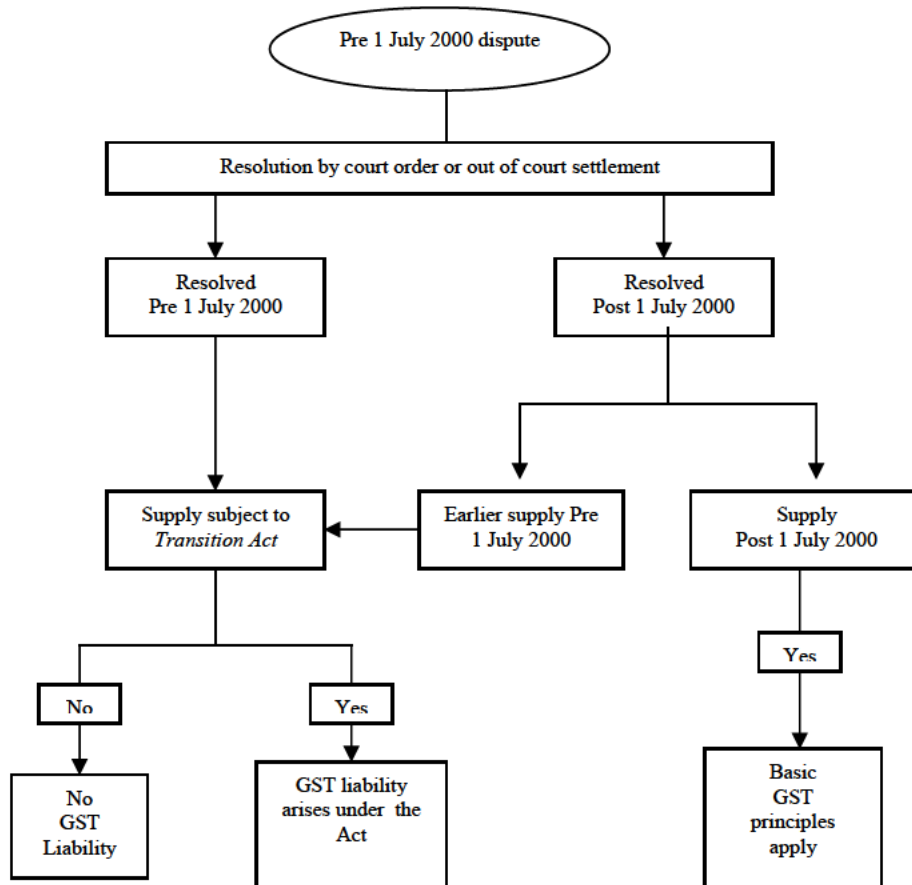 Pre 1 July 2000 dispute
Resolution by court order or out of court settlement
Resolved
Pre 1 July 2000
Resolved
Post 1 July 2000
Supply subject to
Transition Act
Earlier supply Pre
1 July 2000
Supply
Post 1 July 2000
Yes
No
Yes
No
GST
Liability
GST liability
arises under the
Act
Basic
GST
principles
apply